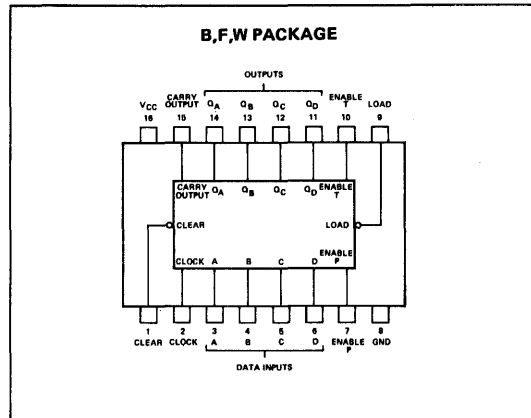 B,F,W PACKAGE
OUTPUTS
VCC CARRY OUTPUT QA QB QC QD ENABLE T LOAD
16 15 14 13 12 11 10 9
CARRY OUTPUT QA QB QC QD ENABLE T
CLEAR LOAD
CLOCK A B C D ENABLE P
1 2 3 4 5 6 7 8
CLEAR CLOCK A B C D ENABLE P GND
DATA INPUTS